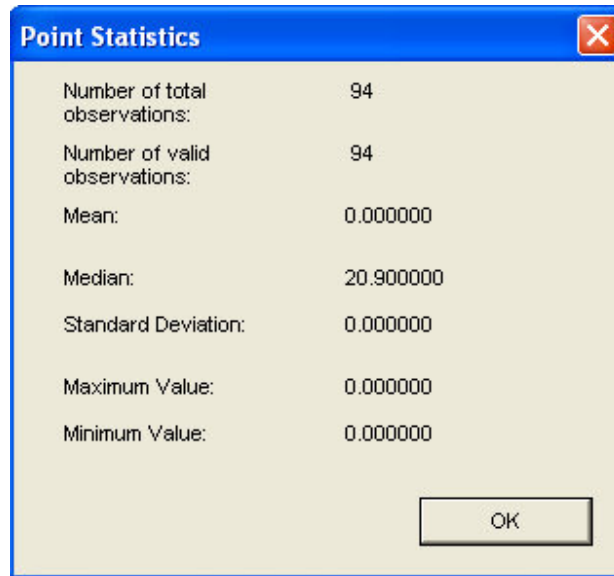 Point Statistics
Number of total 94
observations:
Number of valid 94
observations:
Mean: 0.000000
Median: 20.900000
Standard Deviation: 0.000000
Maximum Value: 0.000000
Minimum Value: 0.000000
OK